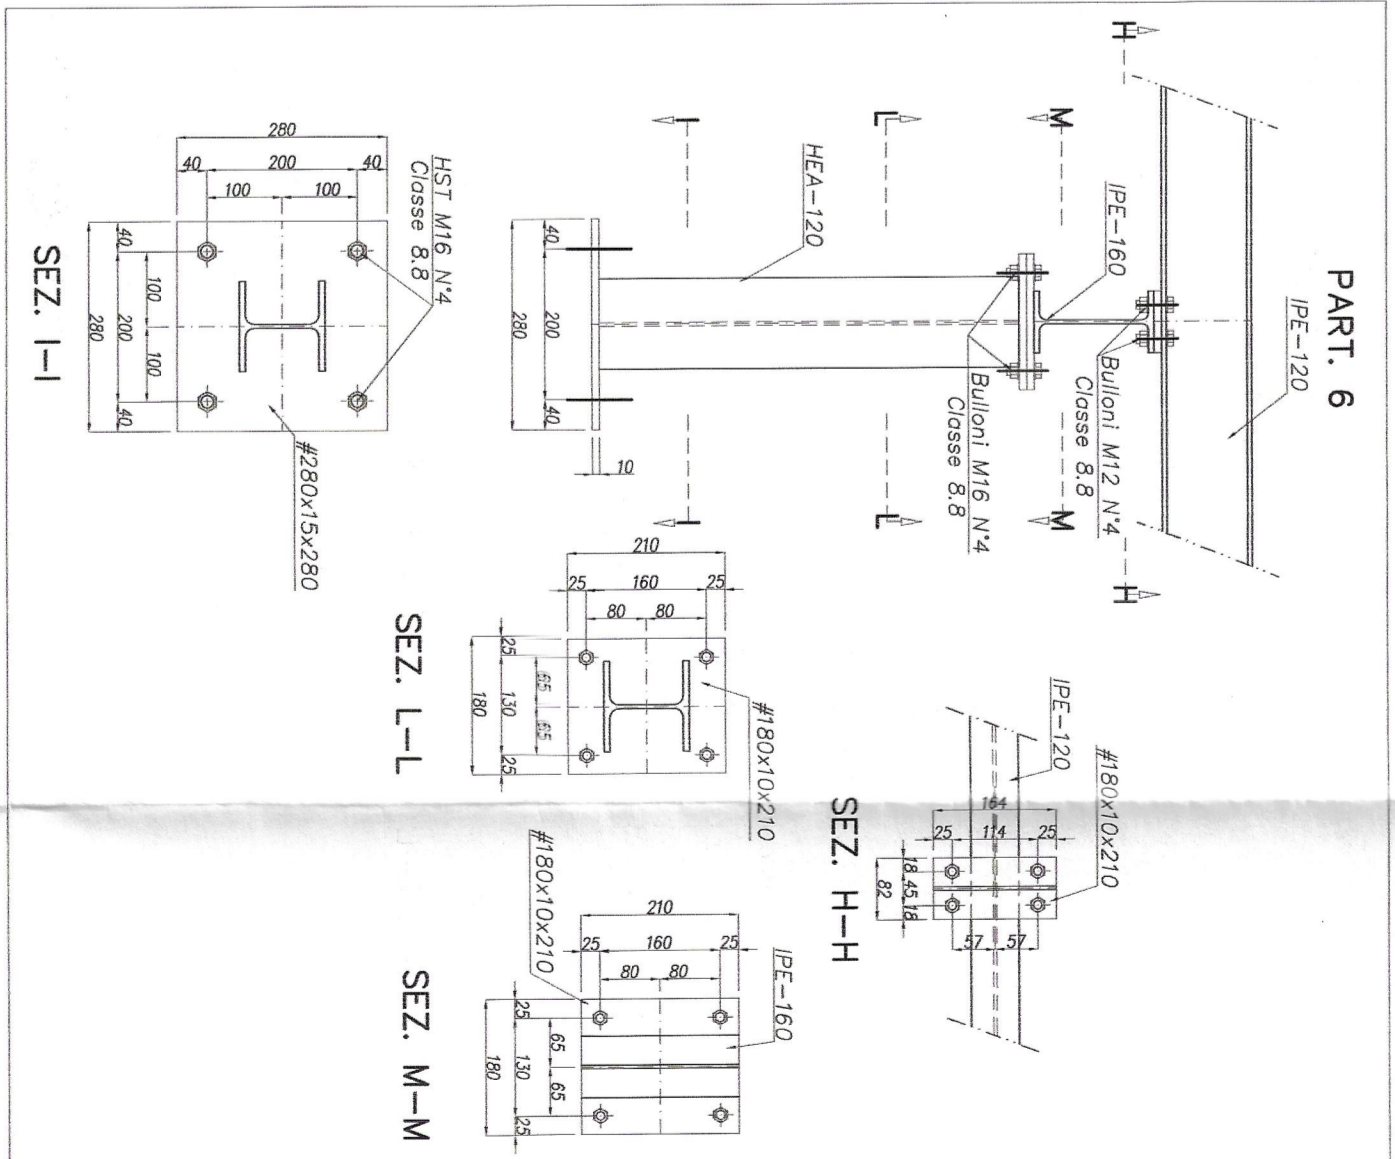 PART. 6
H
H
IPE-120
IPE-160
Bulloni M12 N°4
Classe 8.8
M
M
HEA-120
Bulloni M16 N°4
Classe 8.8
L
L
I
I
40
200
40
280
10
HST M16 N°4
Classe 8.8
280
40
200
40
100
100
40
100
200
100
40
280
#280x15x280
SEZ. I-I
210
25
160
25
80
80
25
65
130
65
25
180
#180x10x210
SEZ. L-L
IPE-120
#180x10x210
164
25
114
25
18
45
18
82
57
57
SEZ. H-H
#180x10x210
IPE-160
210
25
160
25
80
80
25
65
130
65
25
180
SEZ. M-M